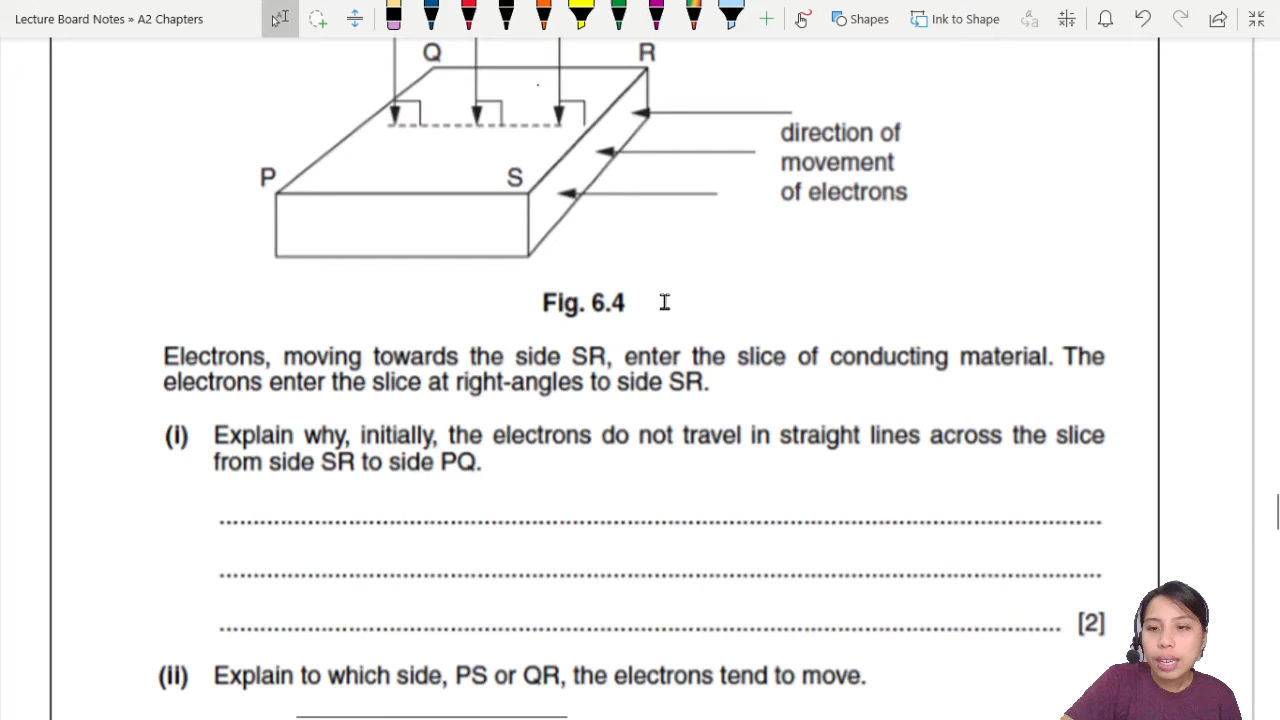 Lecture Board Notes » A2 Chapters
Shapes
Ink to Shape
Q
R
direction of
movement
of electrons
P
S
Fig. 6.4
Electrons, moving towards the side SR, enter the slice of conducting material. The
electrons enter the slice at right-angles to side SR.
(i) Explain why, initially, the electrons do not travel in straight lines across the slice
from side SR to side PQ.
[2]
(ii) Explain to which side, PS or QR, the electrons tend to move.